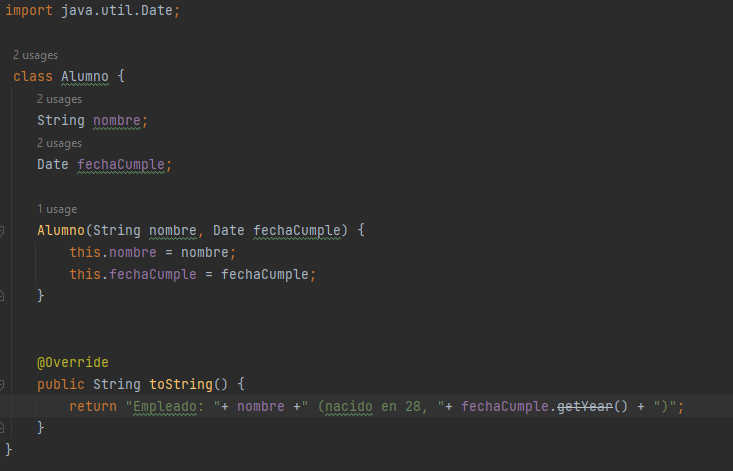 import java.util.Date;
2 usages
class Alumno {
2 usages
String nombre;
2 usages
Date fechaCumple;
1 usage
Alumno(String nombre, Date fechaCumple) {
this.nombre = nombre;
this.fechaCumple = fechaCumple;
}
@Override
public String toString() {
return "Empleado: "+ nombre +" (nacido en 28, "+ fechaCumple.getYear() + ")";
}
}